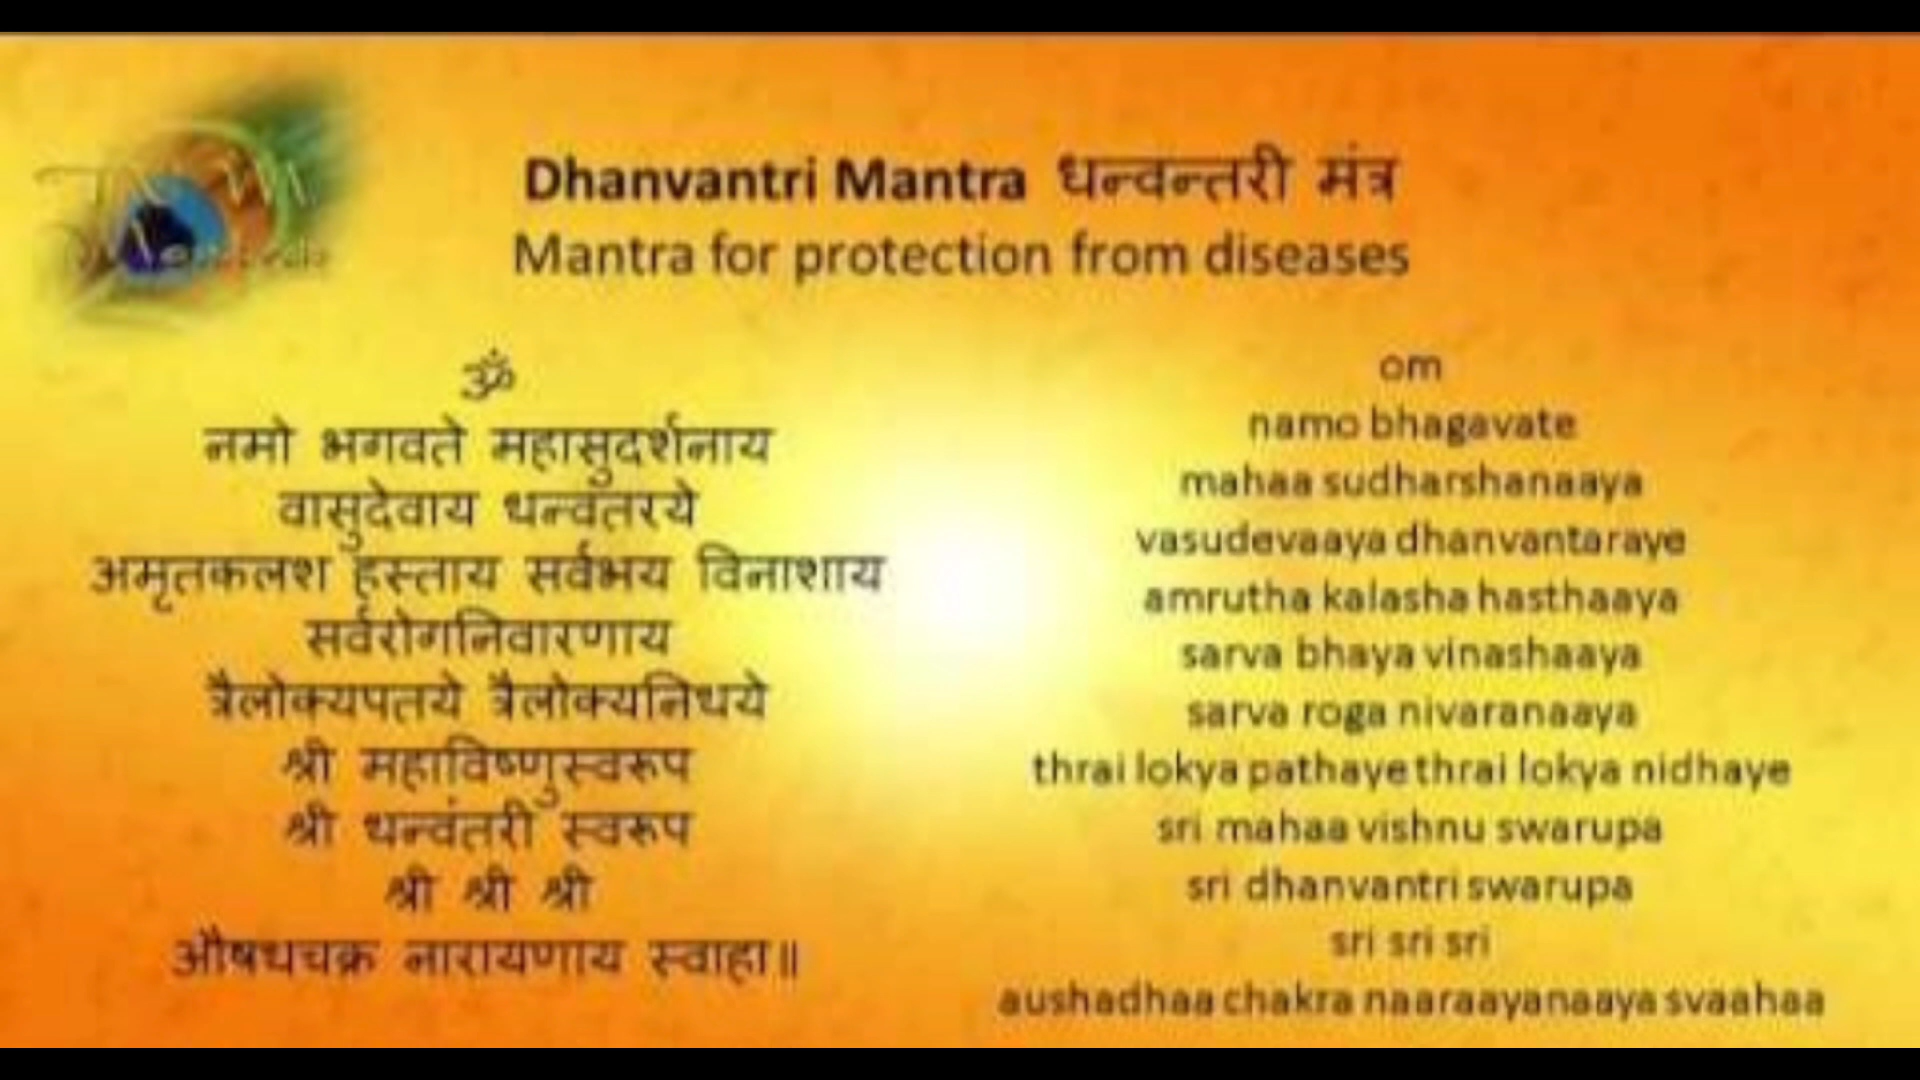 Dhanvantri Mantra धन्वन्तरी मंत्र
Mantra for protection from diseases
ॐ
नमो भगवते महासुदर्शनाय
वासुदेवाय धन्वंतरये
अमृतकलश हस्ताय सर्वभय विनाशाय
सर्वरोगनिवारणाय
त्रैलोक्यपतये त्रैलोक्यनिधये
श्री महाविष्णुस्वरूप
श्री धन्वंतरी स्वरूप
श्री श्री श्री
औषधचक्र नारायणाय स्वाहा॥
om
namo bhagavate
mahaa sudharshanaaya
vasudevaaya dhanvantaraye
amrutha kalasha hasthaaya
sarva bhaya vinashaaya
sarva roga nivaranaaya
thrai lokya pathaye thrai lokya nidhaye
sri mahaa vishnu swarupa
sri dhanvantri swarupa
sri sri sri
aushadhaa chakra naaraayanaaya svaahaa